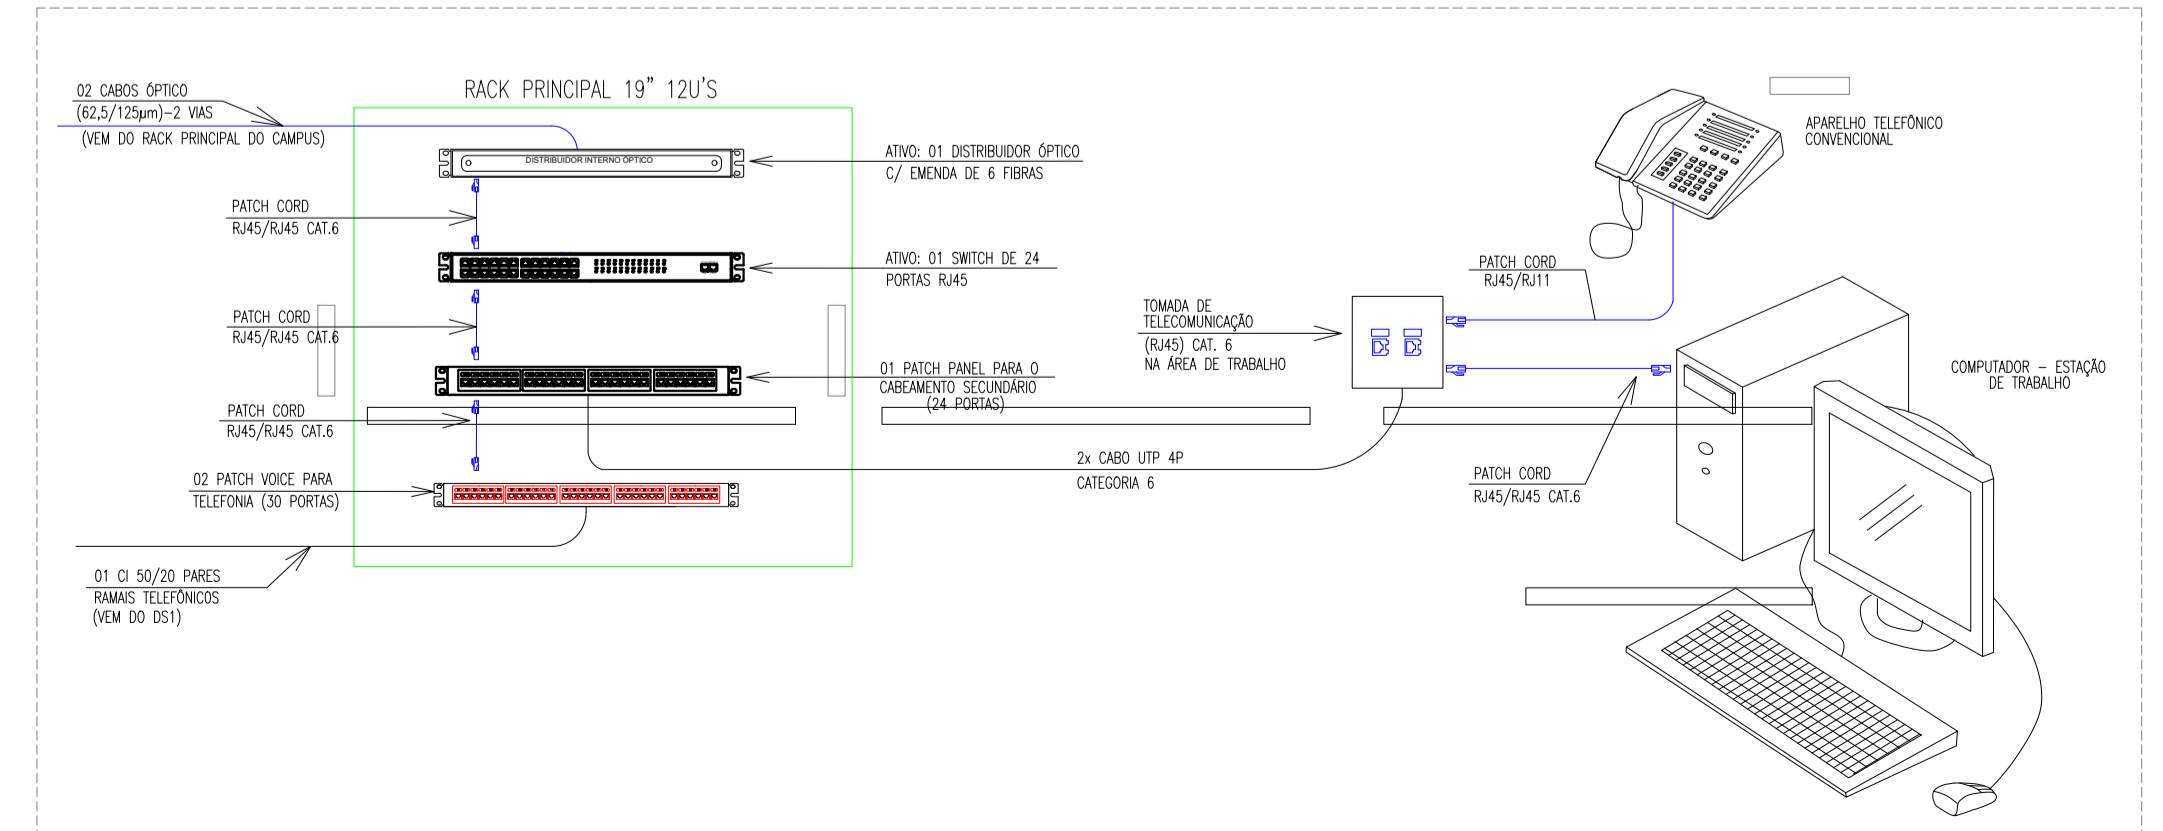 RACK PRINCIPAL 19" 12U'S
02 CABOS ÓPTICO
(62,5/125µm)-2 VIAS
(VEM DO RACK PRINCIPAL DO CAMPUS)
DISTRIBUIDOR INTERNO ÓPTICO
ATIVO: 01 DISTRIBUIDOR ÓPTICO
C/ EMENDA DE 6 FIBRAS
PATCH CORD
RJ45/RJ45 CAT.6
ATIVO: 01 SWITCH DE 24
PORTAS RJ45
PATCH CORD
RJ45/RJ45 CAT.6
01 PATCH PANEL PARA O
CABEAMENTO SECUNDÁRIO
(24 PORTAS)
PATCH CORD
RJ45/RJ45 CAT.6
02 PATCH VOICE PARA
TELEFONIA (30 PORTAS)
01 CI 50/20 PARES
RAMAIS TELEFÔNICOS
(VEM DO DS1)
2x CABO UTP 4P
CATEGORIA 6
TOMADA DE
TELECOMUNICAÇÃO
(RJ45) CAT. 6
NA ÁREA DE TRABALHO
APARELHO TELEFÔNICO
CONVENCIONAL
PATCH CORD
RJ45/RJ11
COMPUTADOR – ESTAÇÃO
DE TRABALHO
PATCH CORD
RJ45/RJ45 CAT.6